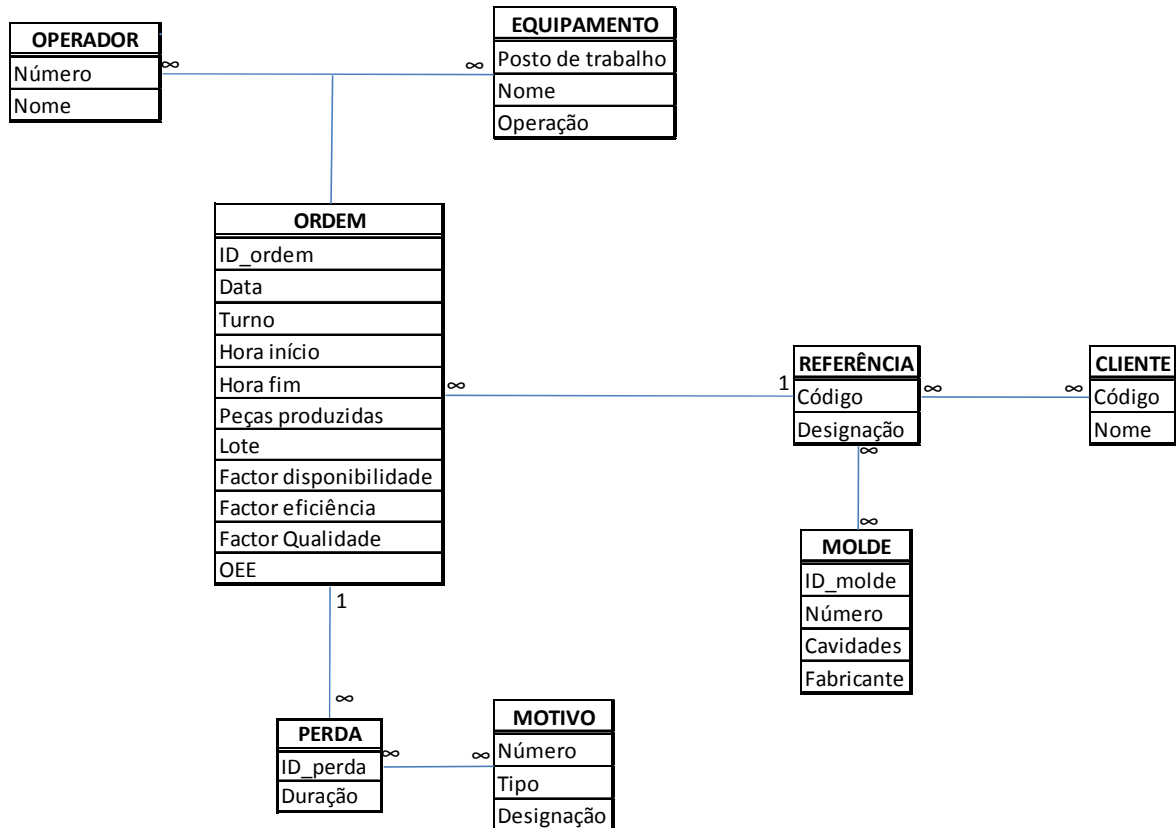 OPERADOR
Número
Nome
∞
∞
EQUIPAMENTO
Posto de trabalho
Nome
Operação
ORDEM
ID_ordem
Data
Turno
Hora início
Hora fim
Peças produzidas
Lote
Factor disponibilidade
Factor eficiência
Factor Qualidade
OEE
∞
1
REFERÊNCIA
Código
Designação
∞
∞
CLIENTE
Código
Nome
∞
∞
MOLDE
ID_molde
Número
Cavidades
Fabricante
1
∞
PERDA
ID_perda
Duração
∞
∞
MOTIVO
Número
Tipo
Designação